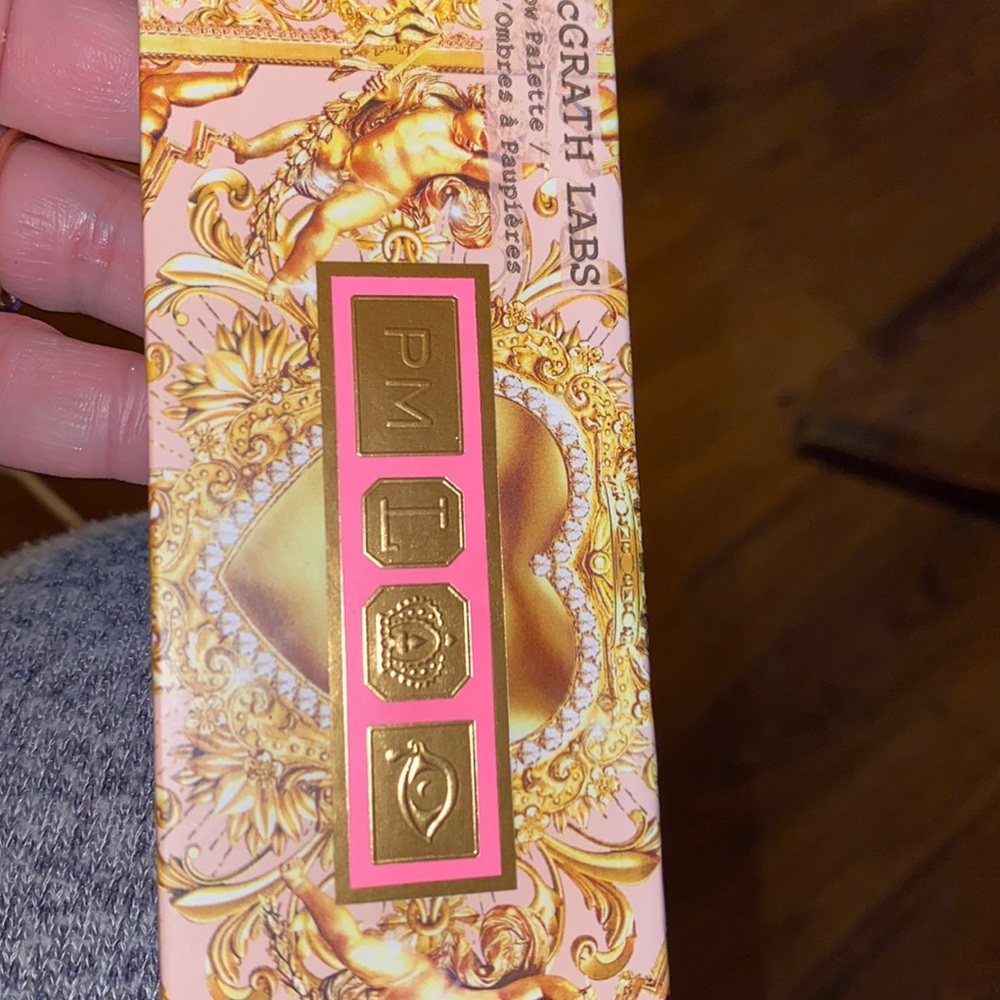 cGRATH LABS
ow Palette /
'Ombres à Paupières
PM
L
A